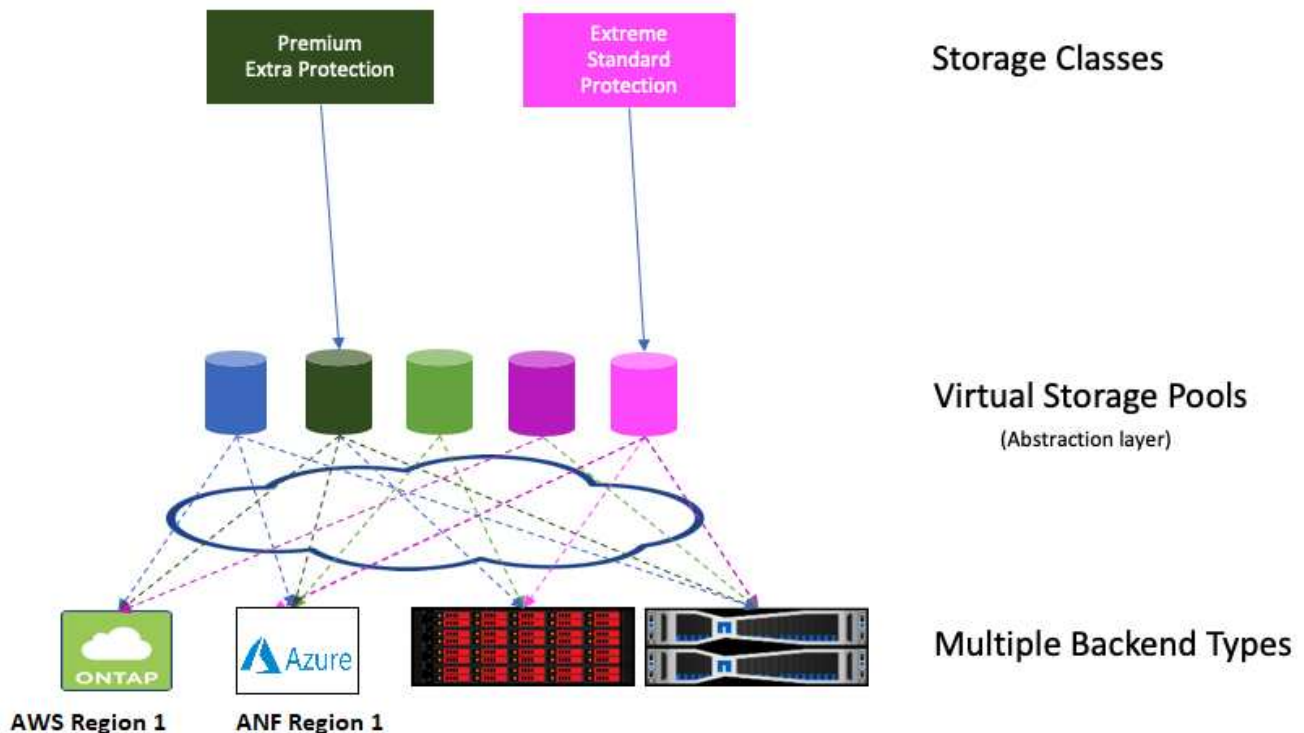 Premium
Extra Protection
Extreme
Standard
Protection
Storage Classes
Virtual Storage Pools
(Abstraction layer)
ONTAP
Azure
Multiple Backend Types
AWS Region 1
ANF Region 1